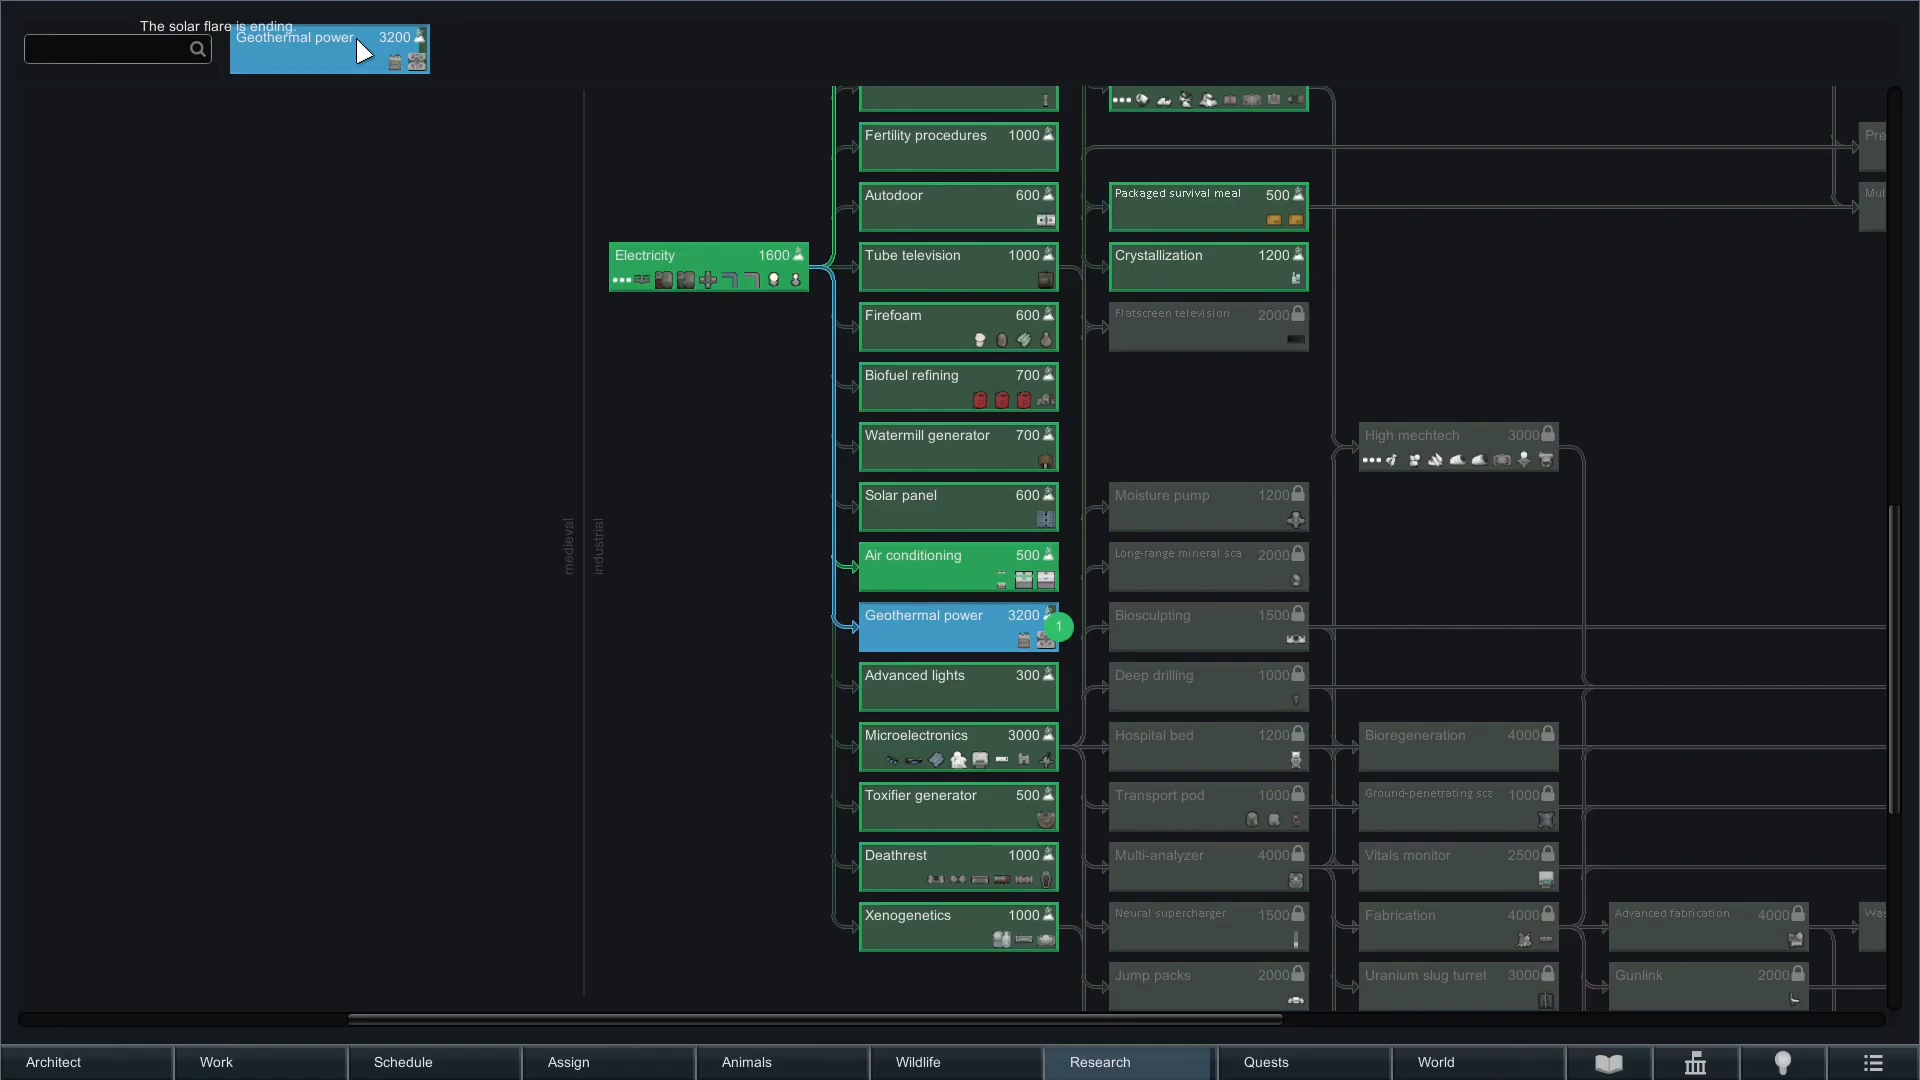 The solar flare is ending.
Geothermal power 3200
Fertility procedures 1000
Autodoor 600
Packaged survival meal 500
Electricity 1600
Tube television 1000
Crystallization 1200
Firefoam 600
Flatscreen television 2000
Biofuel refining 700
Watermill generator 700
High mechtech 3000
Solar panel 600
Moisture pump 1200
medieval
industrial
Air conditioning 500
Long-range mineral sca 2000
Geothermal power 3200
1
Biosculpting 1500
Advanced lights 300
Deep drilling 1000
Microelectronics 3000
Hospital bed 1200
Bioregeneration 4000
Toxifier generator 500
Transport pod 1000
Ground-penetrating sca 1000
Deathrest 1000
Multi-analyzer 4000
Vitals monitor 2500
Xenogenetics 1000
Neural supercharger 1500
Fabrication 4000
Advanced fabrication 4000
Was
Jump packs 2000
Uranium slug turret 3000
Gunlink 2000
Pre
Mul
Architect
Work
Schedule
Assign
Animals
Wildlife
Research
Quests
World